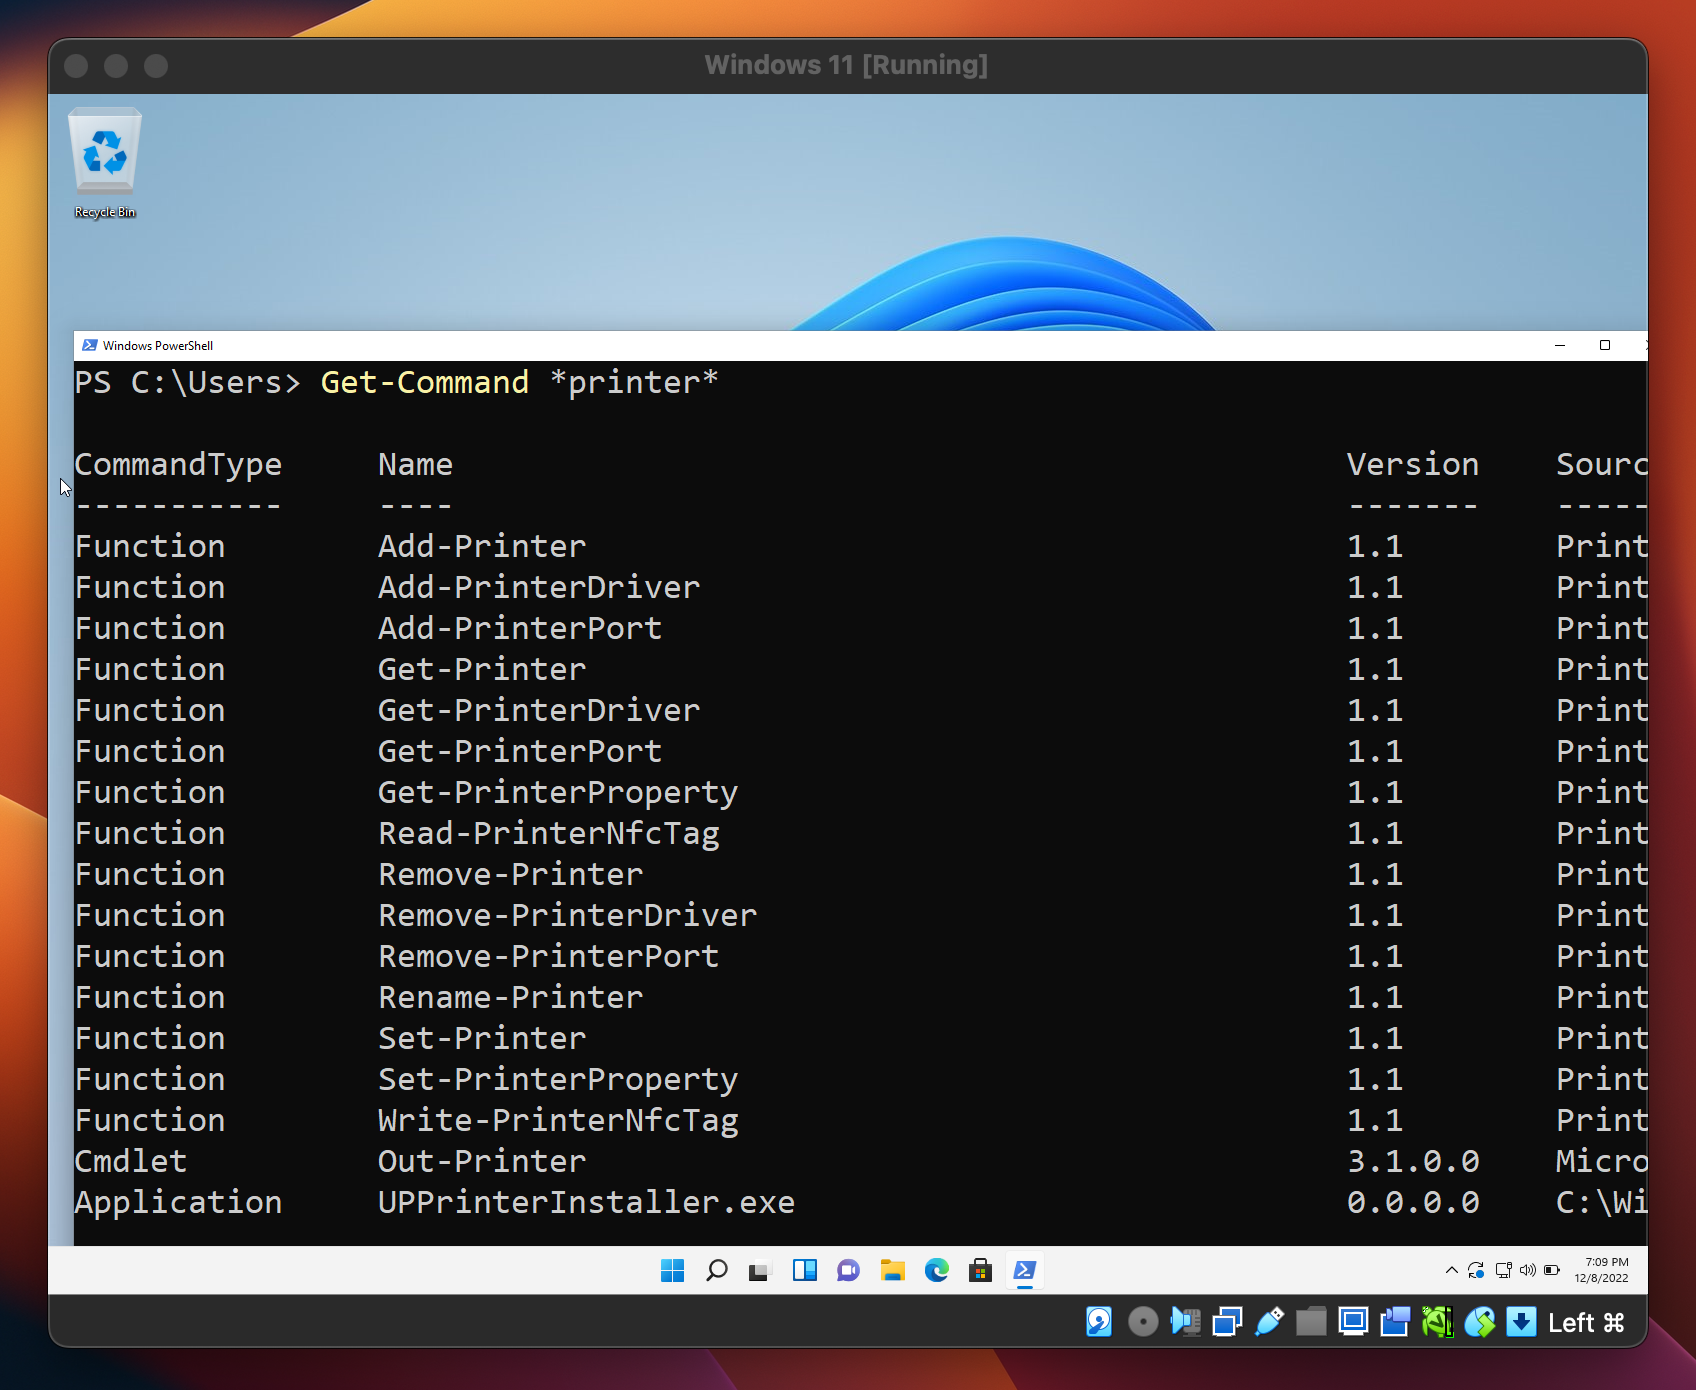 Windows 11 [Running]
Recycle Bin
Windows PowerShell
PS C:\Users> Get-Command *printer*
CommandType Name Version Sourc
----------- ---- ------- -----
Function Add-Printer 1.1 Print
Function Add-PrinterDriver 1.1 Print
Function Add-PrinterPort 1.1 Print
Function Get-Printer 1.1 Print
Function Get-PrinterDriver 1.1 Print
Function Get-PrinterPort 1.1 Print
Function Get-PrinterProperty 1.1 Print
Function Read-PrinterNfcTag 1.1 Print
Function Remove-Printer 1.1 Print
Function Remove-PrinterDriver 1.1 Print
Function Remove-PrinterPort 1.1 Print
Function Rename-Printer 1.1 Print
Function Set-Printer 1.1 Print
Function Set-PrinterProperty 1.1 Print
Function Write-PrinterNfcTag 1.1 Print
Cmdlet Out-Printer 3.1.0.0 Micro
Application UPPrinterInstaller.exe 0.0.0.0 C:\Wi
7:09 PM
12/8/2022
Left ⌘